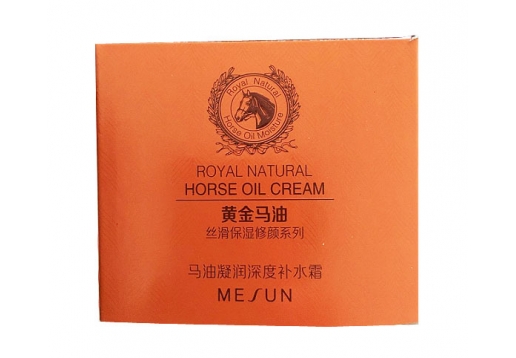 Royal Natural
Horse Oil Moisture
ROYAL NATURAL
HORSE OIL CREAM
黄金马油
丝滑保湿修颜系列
马油凝润深度补水霜
MESUN